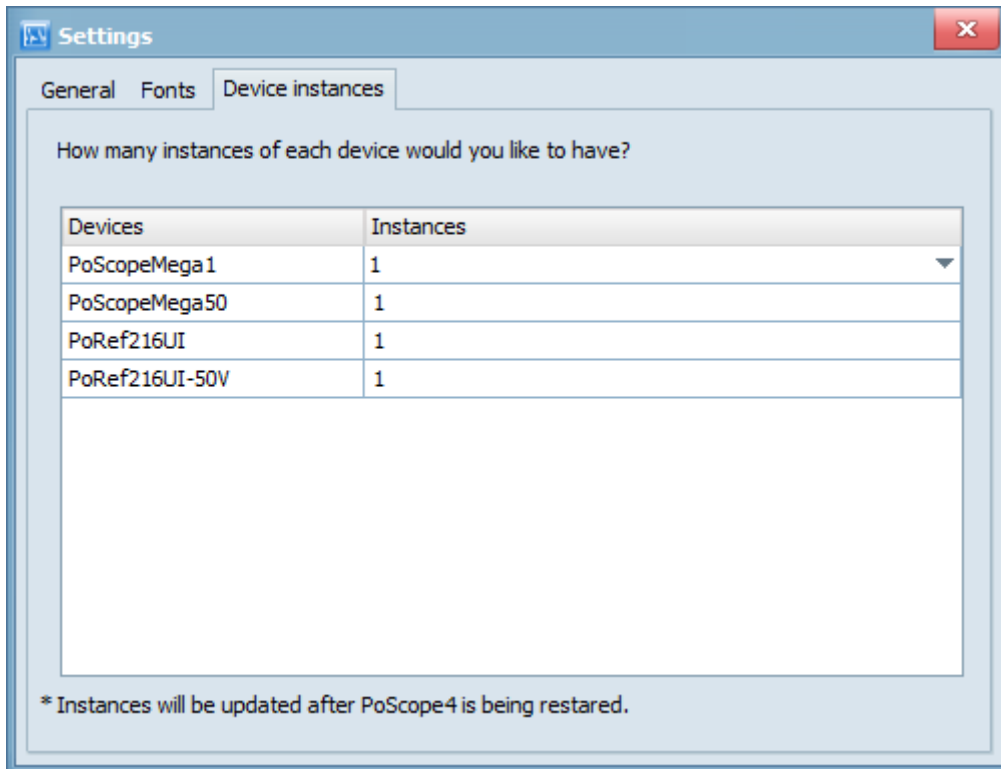 Settings
General Fonts Device instances
How many instances of each device would you like to have?
Devices Instances
PoScopeMega1 1
PoScopeMega50 1
PoRef216UI 1
PoRef216UI-50V 1
* Instances will be updated after PoScope4 is being restared.